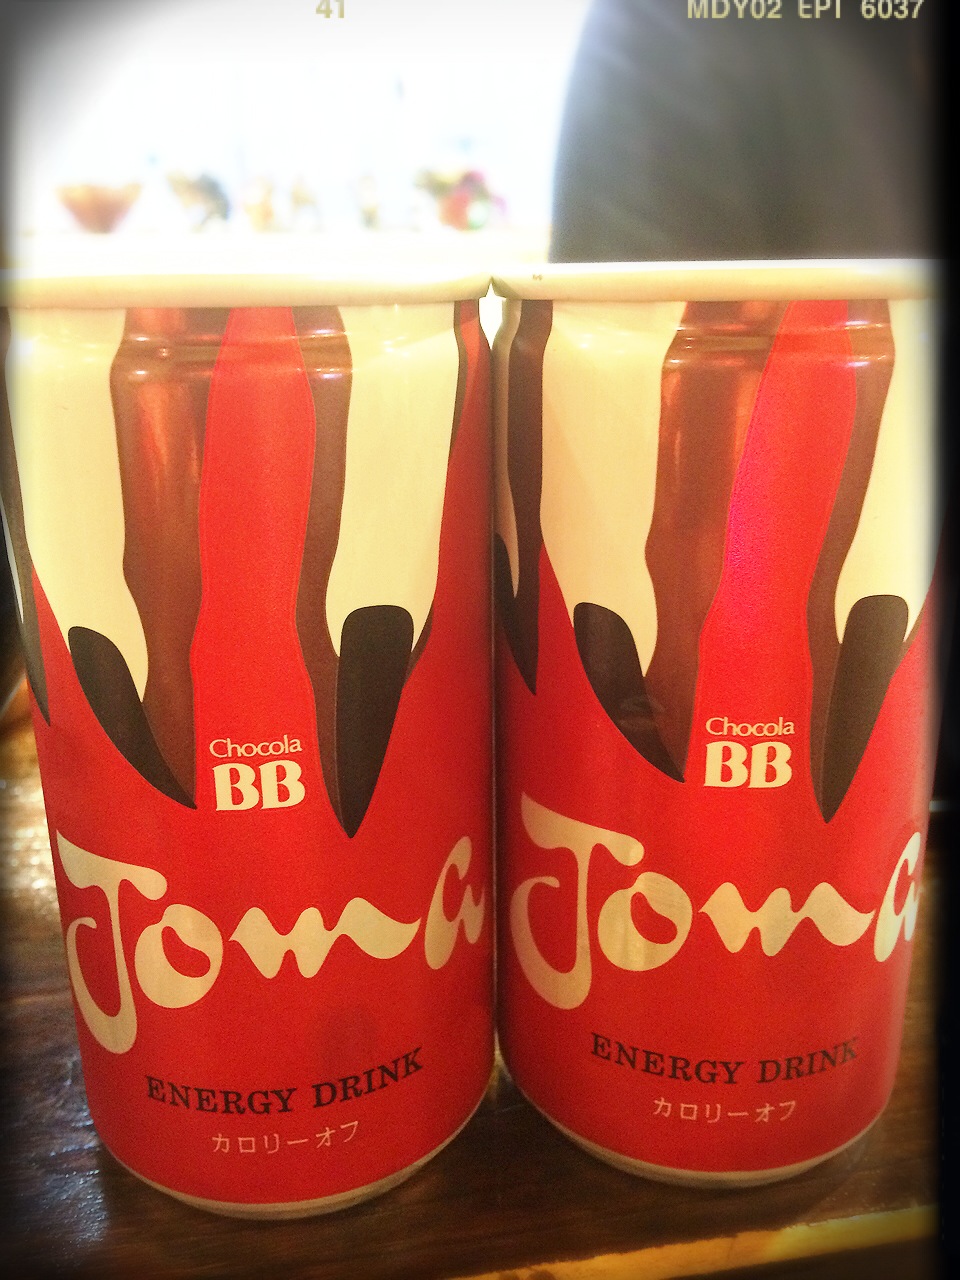 41
MDY02 EPT 6037
Chocola
BB
Joma
ENERGY DRINK
カロリーオフ
Chocola
BB
Joma
ENERGY DRINK
カロリーオフ